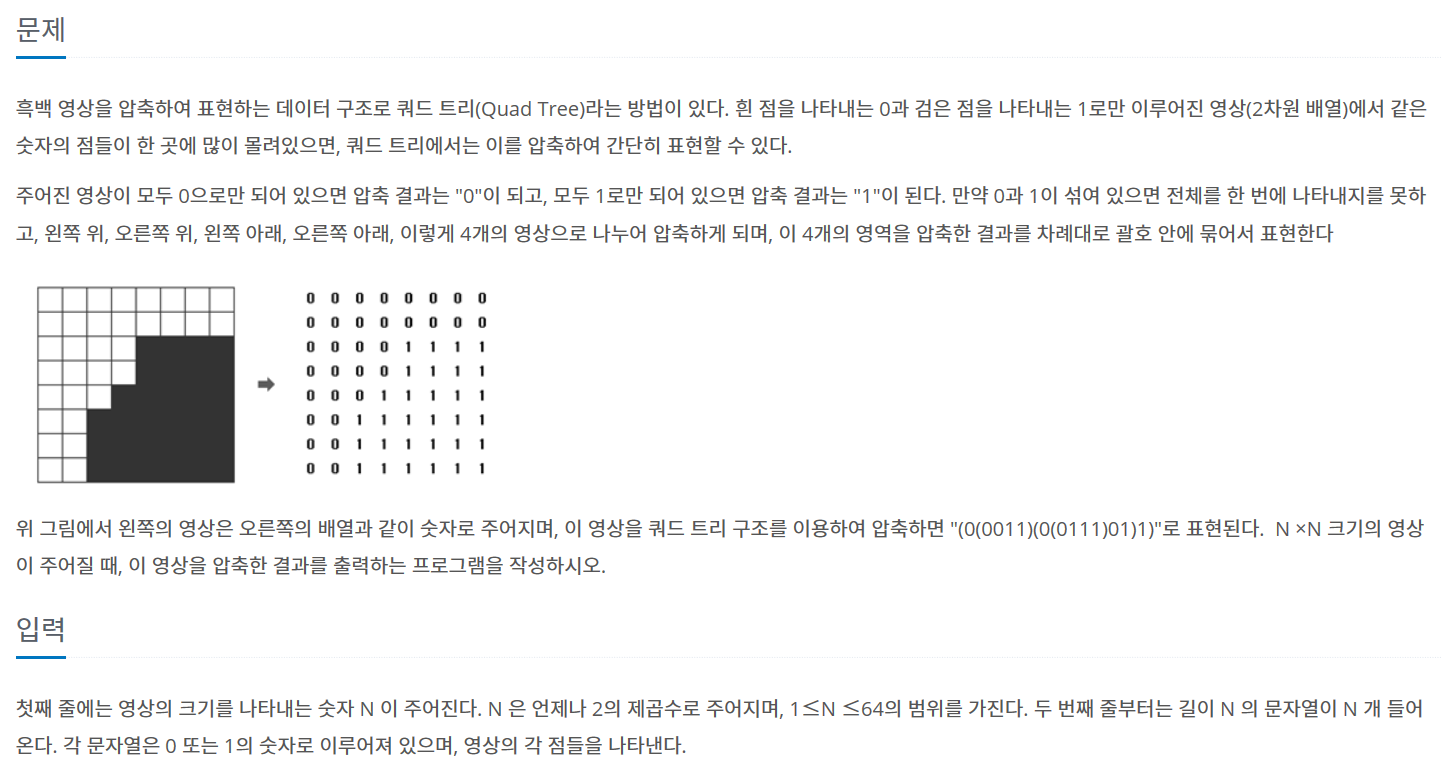 문제
흑백 영상을 압축하여 표현하는 데이터 구조로 쿼드 트리(Quad Tree)라는 방법이 있다. 흰 점을 나타내는 0과 검은 점을 나타내는 1로만 이루어진 영상(2차원 배열)에서 같은
숫자의 점들이 한 곳에 많이 몰려있으면, 쿼드 트리에서는 이를 압축하여 간단히 표현할 수 있다.
주어진 영상이 모두 0으로만 되어 있으면 압축 결과는 "0"이 되고, 모두 1로만 되어 있으면 압축 결과는 "1"이 된다. 만약 0과 1이 섞여 있으면 전체를 한 번에 나타내지를 못하
고, 왼쪽 위, 오른쪽 위, 왼쪽 아래, 오른쪽 아래, 이렇게 4개의 영상으로 나누어 압축하게 되며, 이 4개의 영역을 압축한 결과를 차례대로 괄호 안에 묶어서 표현한다
0 0 0 0 0 0 0 0
0 0 0 0 0 0 0 0
0 0 0 0 1 1 1 1
0 0 0 0 1 1 1 1
0 0 0 1 1 1 1 1
0 0 1 1 1 1 1 1
0 0 1 1 1 1 1 1
0 0 1 1 1 1 1 1
위 그림에서 왼쪽의 영상은 오른쪽의 배열과 같이 숫자로 주어지며, 이 영상을 쿼드 트리 구조를 이용하여 압축하면 "(0(0011)(0(0111)01)1)"로 표현된다. N ×N 크기의 영상
이 주어질 때, 이 영상을 압축한 결과를 출력하는 프로그램을 작성하시오.
입력
첫째 줄에는 영상의 크기를 나타내는 숫자 N 이 주어진다. N 은 언제나 2의 제곱수로 주어지며, 1≤N ≤64의 범위를 가진다. 두 번째 줄부터는 길이 N 의 문자열이 N 개 들어
온다. 각 문자열은 0 또는 1의 숫자로 이루어져 있으며, 영상의 각 점들을 나타낸다.